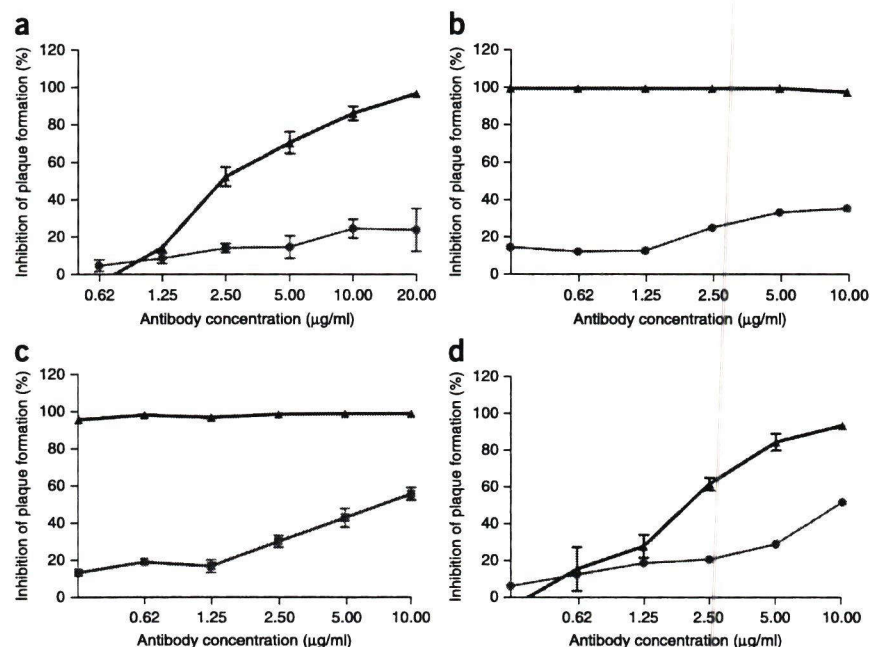 a
Inhibition of plaque formation (%)
120
100
80
60
40
20
0
0.62 1.25 2.50 5.00 10.00 20.00
Antibody concentration (μg/ml)
b
Inhibition of plaque formation (%)
120
100
80
60
40
20
0
0.62 1.25 2.50 5.00 10.00
Antibody concentration (μg/ml)
c
Inhibition of plaque formation (%)
120
100
80
60
40
20
0
0.62 1.25 2.50 5.00 10.00
Antibody concentration (μg/ml)
d
Inhibition of plaque formation (%)
120
100
80
60
40
20
0
0.62 1.25 2.50 5.00 10.00
Antibody concentration (μg/ml)